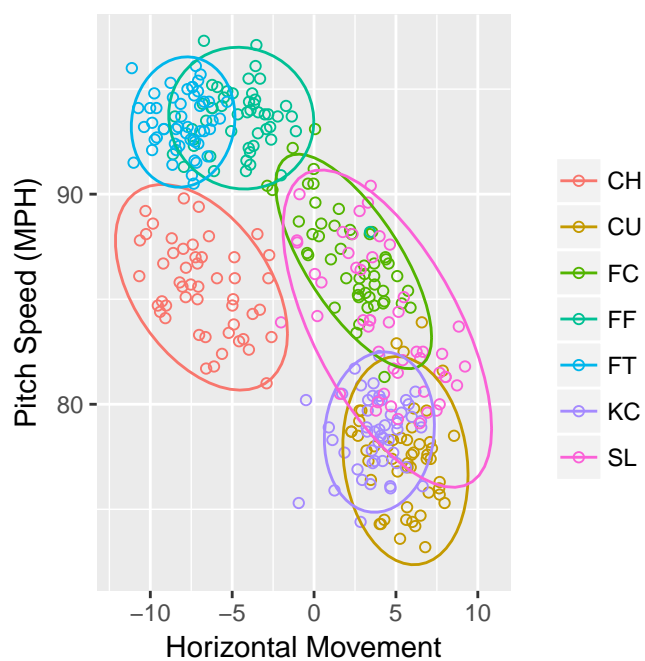 Pitch Speed (MPH)
90
80
−10 −5 0 5 10
Horizontal Movement
CH
CU
FC
FF
FT
KC
SL